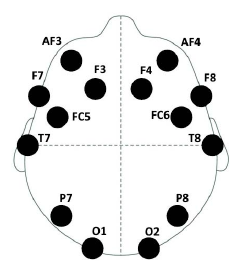 AF3 AF4
F7 F3 F4 F8
FC5 FC6
T7 T8
P7 P8
O1 O2